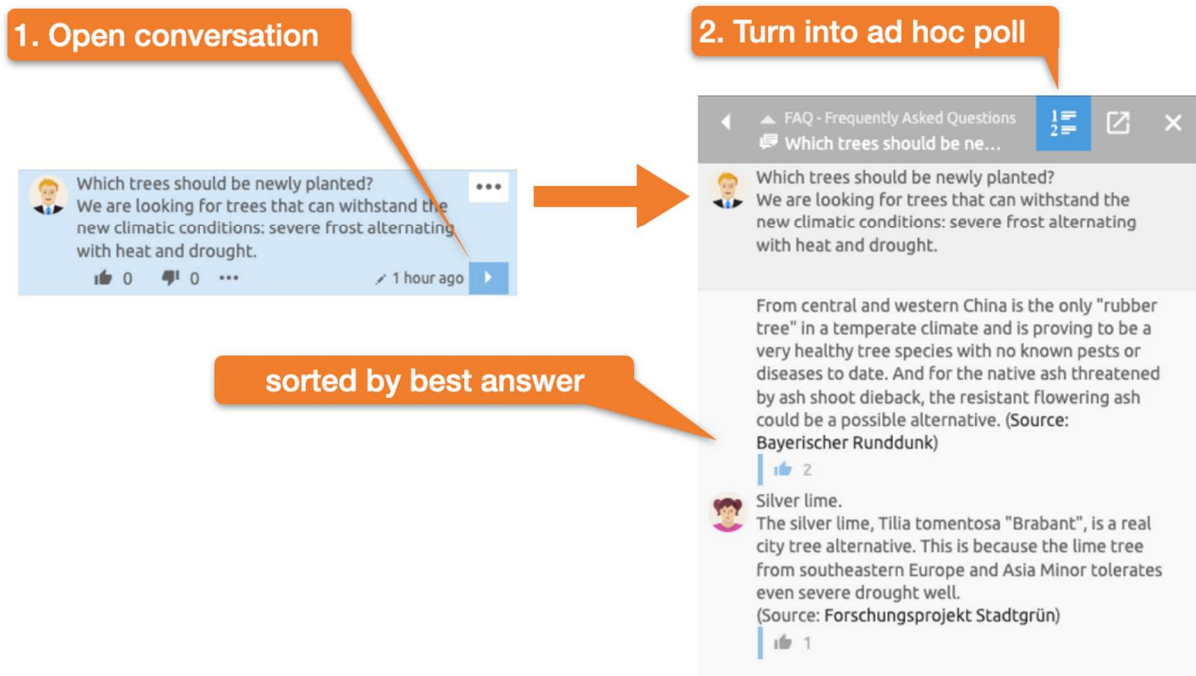 1. Open conversation
2. Turn into ad hoc poll
Which trees should be newly planted?
We are looking for trees that can withstand the
new climatic conditions: severe frost alternating
with heat and drought.
0 0
1 hour ago
sorted by best answer
FAQ - Frequently Asked Questions
Which trees should be ne...
1
2
Which trees should be newly planted?
We are looking for trees that can withstand the
new climatic conditions: severe frost alternating
with heat and drought.
From central and western China is the only "rubber
tree" in a temperate climate and is proving to be a
very healthy tree species with no known pests or
diseases to date. And for the native ash threatened
by ash shoot dieback, the resistant flowering ash
could be a possible alternative. (Source:
Bayerischer Runddunk)
2
Silver lime.
The silver lime, Tilia tomentosa "Brabant", is a real
city tree alternative. This is because the lime tree
from southeastern Europe and Asia Minor tolerates
even severe drought well.
(Source: Forschungsprojekt Stadtgrün)
1